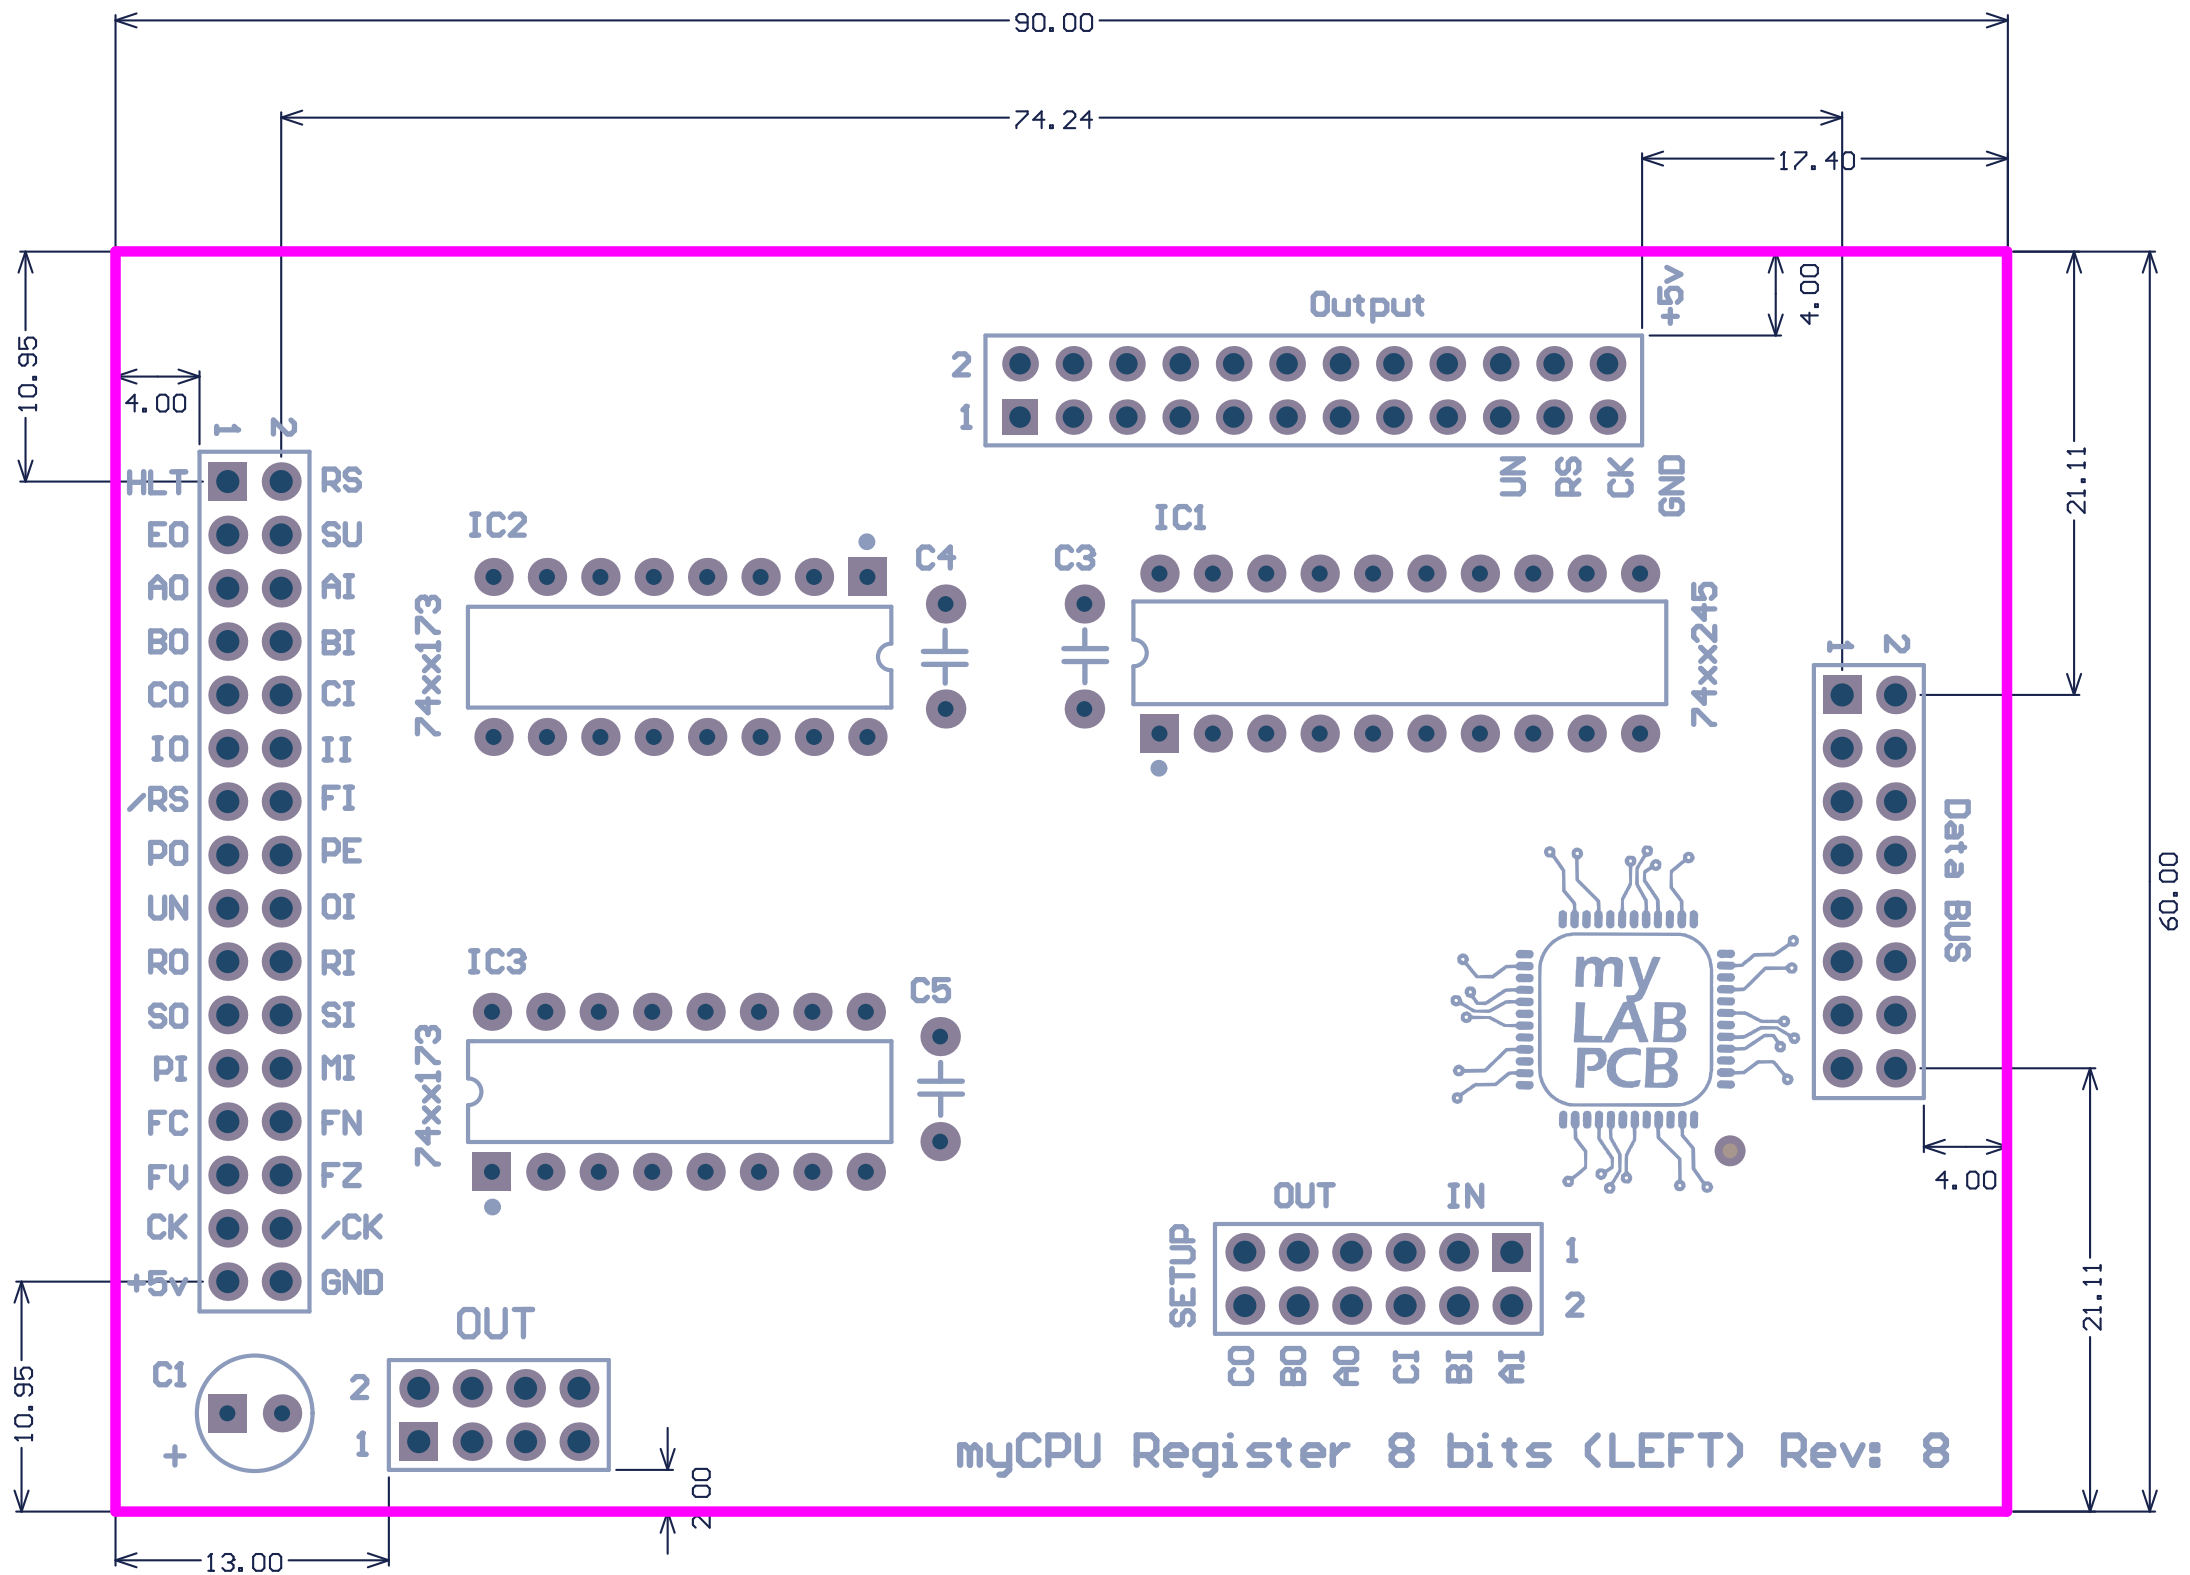 90.00
74.24
17.40
4.00
+5v
Output
10.95
4.00
2
1
1 2
HLT RS
EO SU
AO AI
BO BI
CO CI
IO II
/RS FI
PO PE
UN OI
RO RI
SO SI
PI MI
FC FN
FV FZ
CK /CK
+5v GND
UN RS CK GND
21.11
IC2
C4
C3
IC1
74xx173
74xx245
1 2
Data BUS
60.00
IC3
C5
74xx173
my
LAB
PCB
4.00
OUT IN
SETUP
1
2
CO BO AO CI BI AI
21.11
10.95
C1
+
OUT
2
1
myCPU Register 8 bits (LEFT) Rev: 8
2.00
13.00